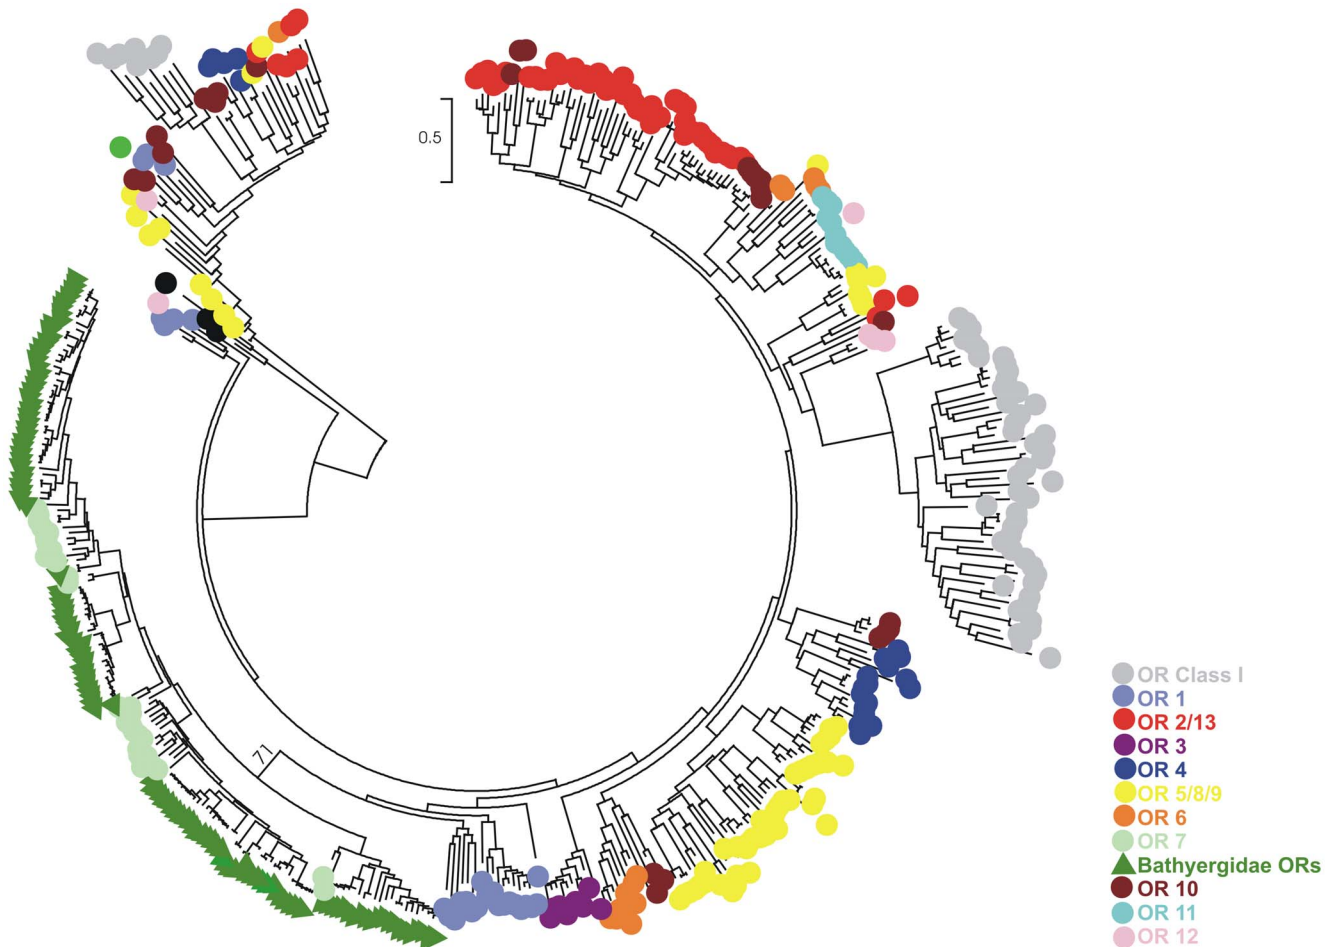 0.5
71
OR Class I
OR 1
OR 2/13
OR 3
OR 4
OR 5/8/9
OR 6
OR 7
Bathyergidae ORs
OR 10
OR 11
OR 12